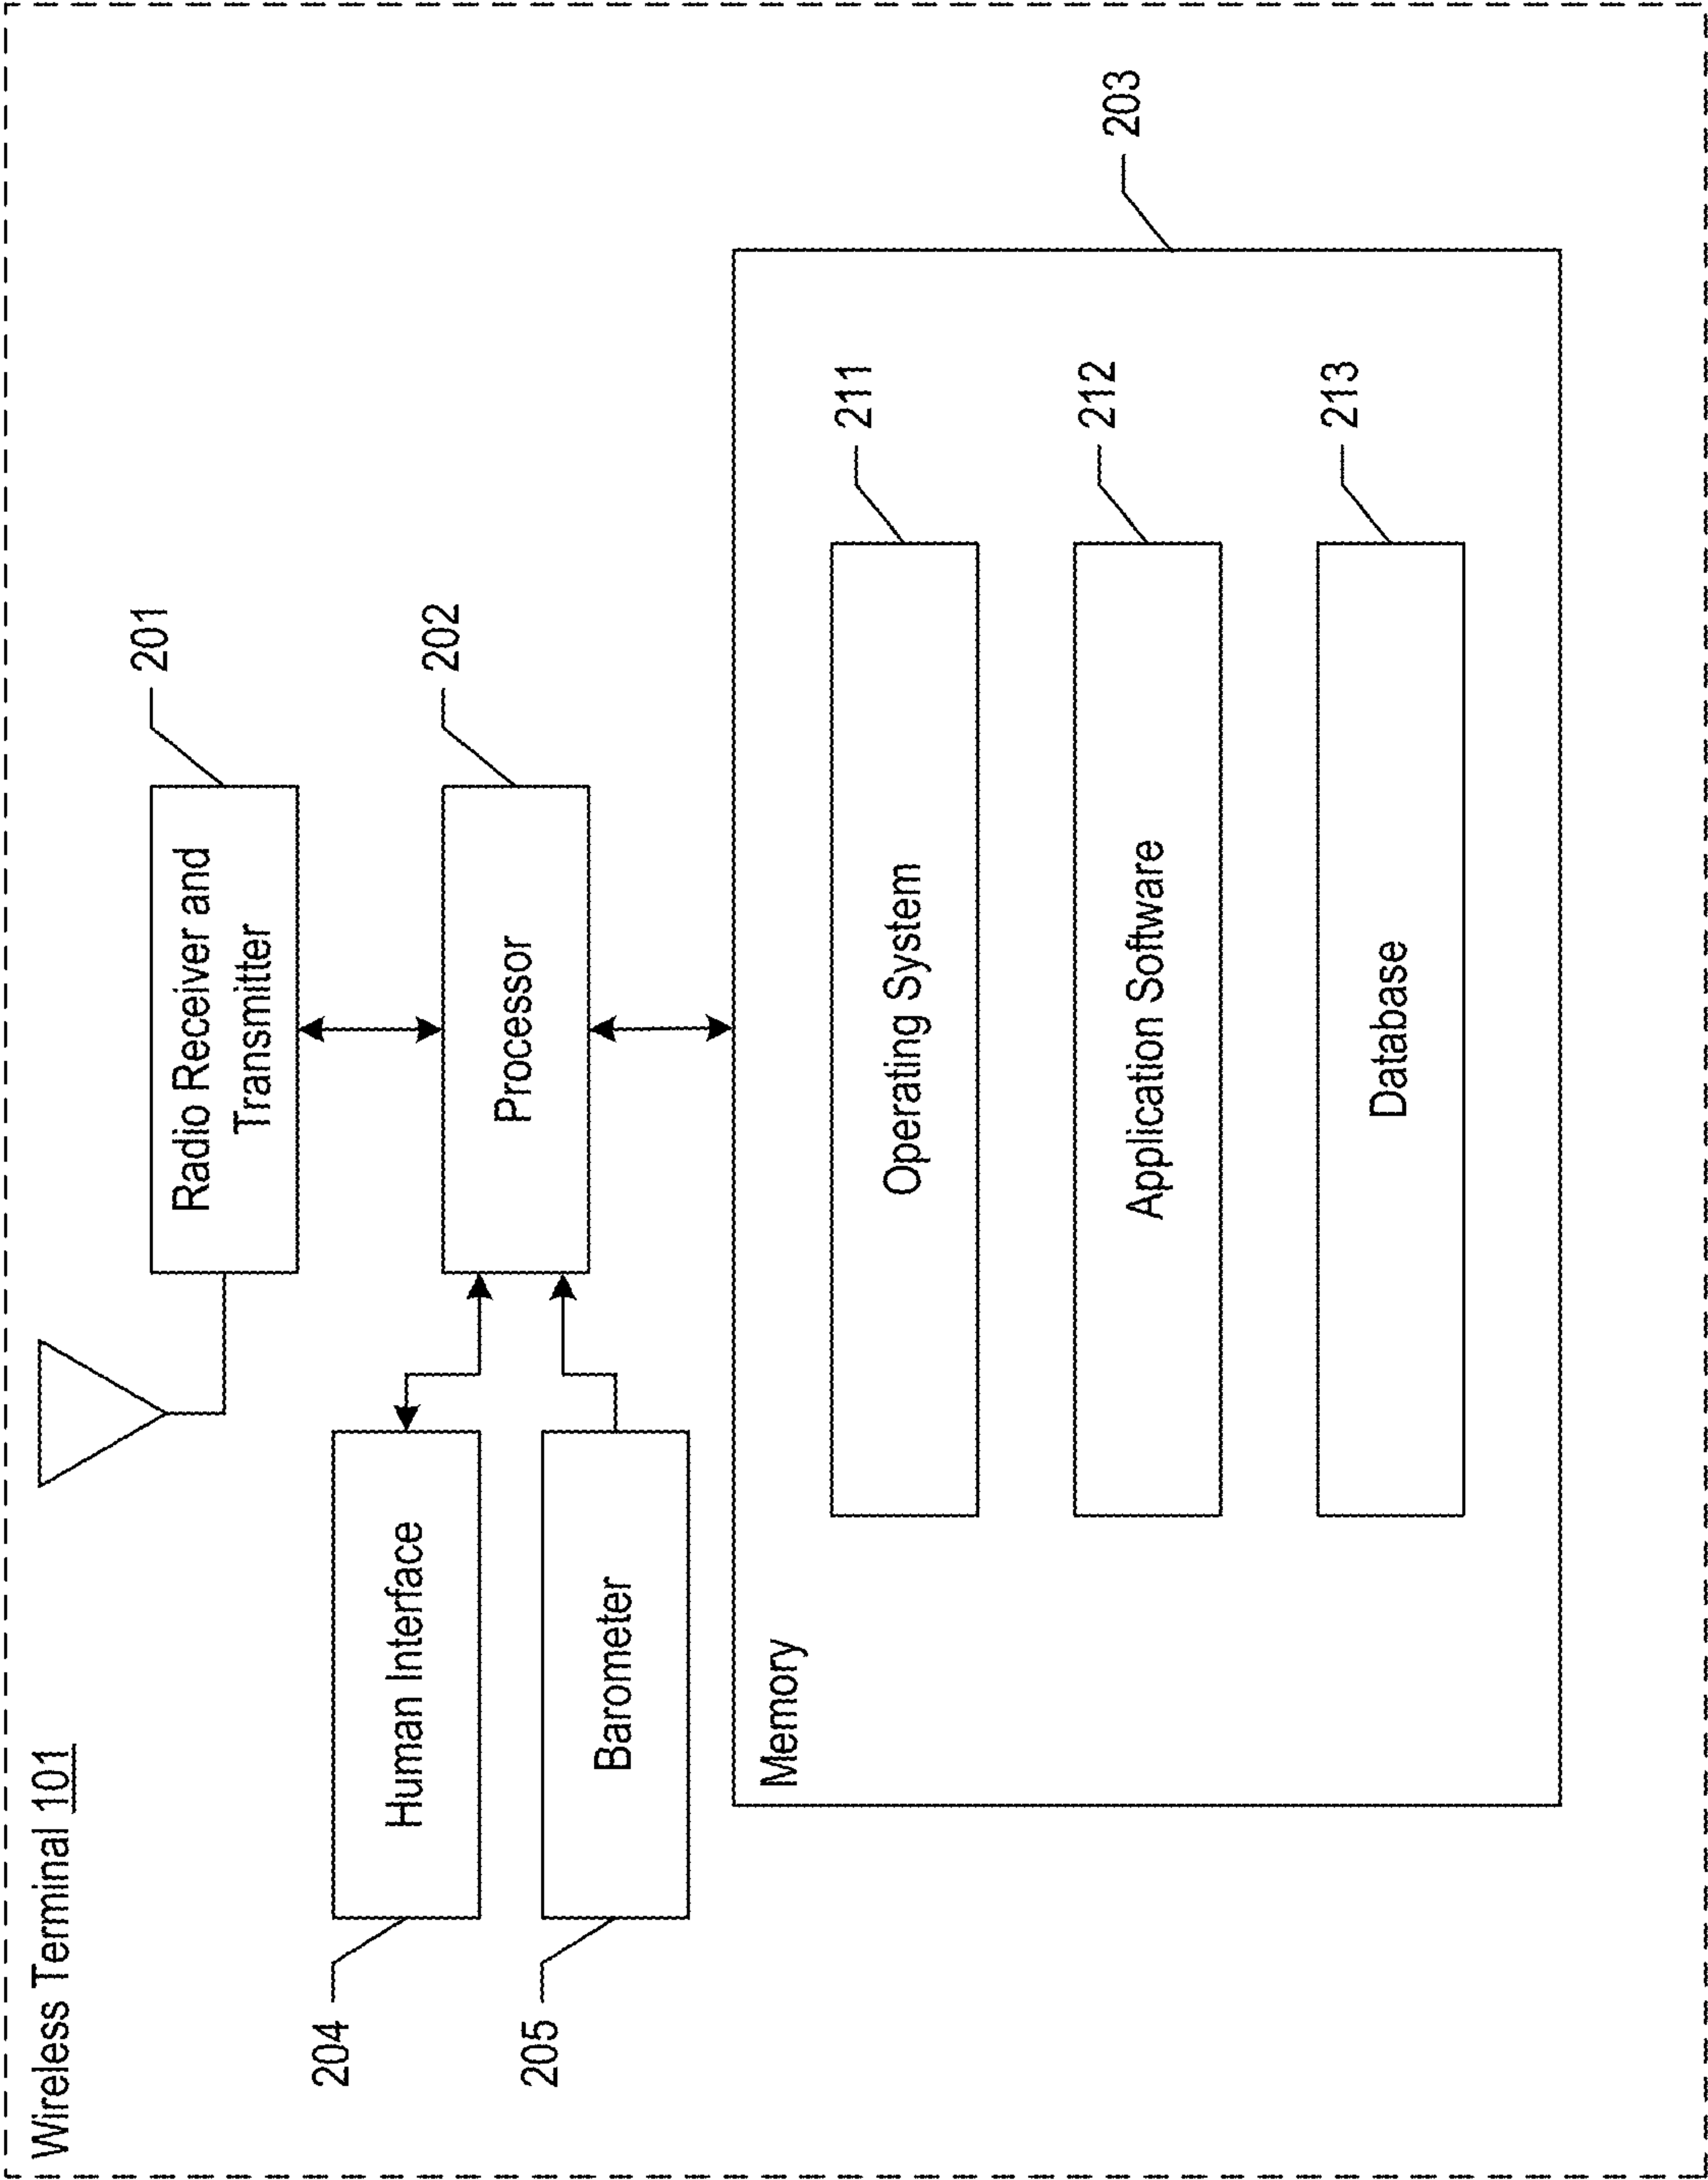 Wireless Terminal 101
Radio Receiver and
Transmitter
201
204
Human Interface
Processor
202
205
Barometer
Memory
203
Operating System
211
Application Software
212
Database
213